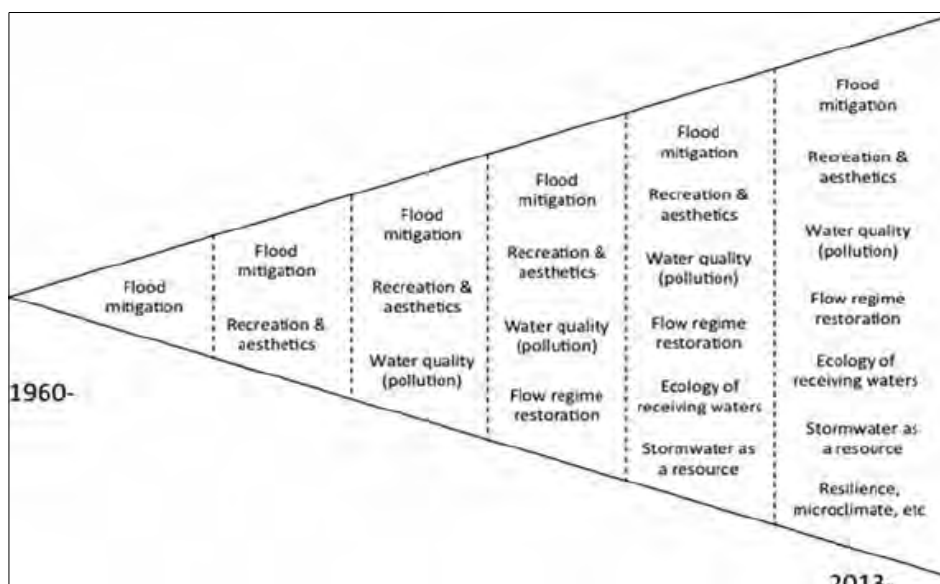 Flood
mitigation
Flood
mitigation
Recreation &
aesthetics
Flood
mitigation
Recreation &
aesthetics
Water quality
(pollution)
Flood
mitigation
Recreation &
aesthetics
Water quality
(pollution)
Flow regime
restoration
Flood
mitigation
Recreation &
aesthetics
Water quality
(pollution)
Flow regime
restoration
Ecology of
receiving waters
Stormwater as
a resource
Flood
mitigation
Recreation &
aesthetics
Water quality
(pollution)
Flow regime
restoration
Ecology of
receiving waters
Stormwater as
a resource
Resilience,
microclimate, etc
1960-
2013-